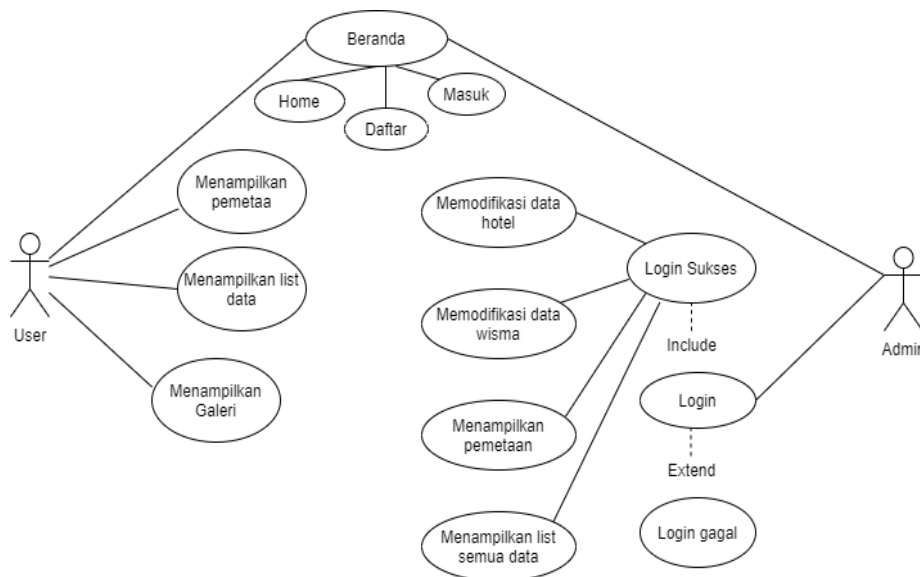 Beranda
Home
Masuk
Daftar
Menampilkan
pemetaa
Memodifikasi data
hotel
Menampilkan list
data
Login Sukses
User
Admin
Memodifikasi data
wisma
Include
Menampilkan
Galeri
Login
Menampilkan
pemetaan
Extend
Menampilkan list
semua data
Login gagal